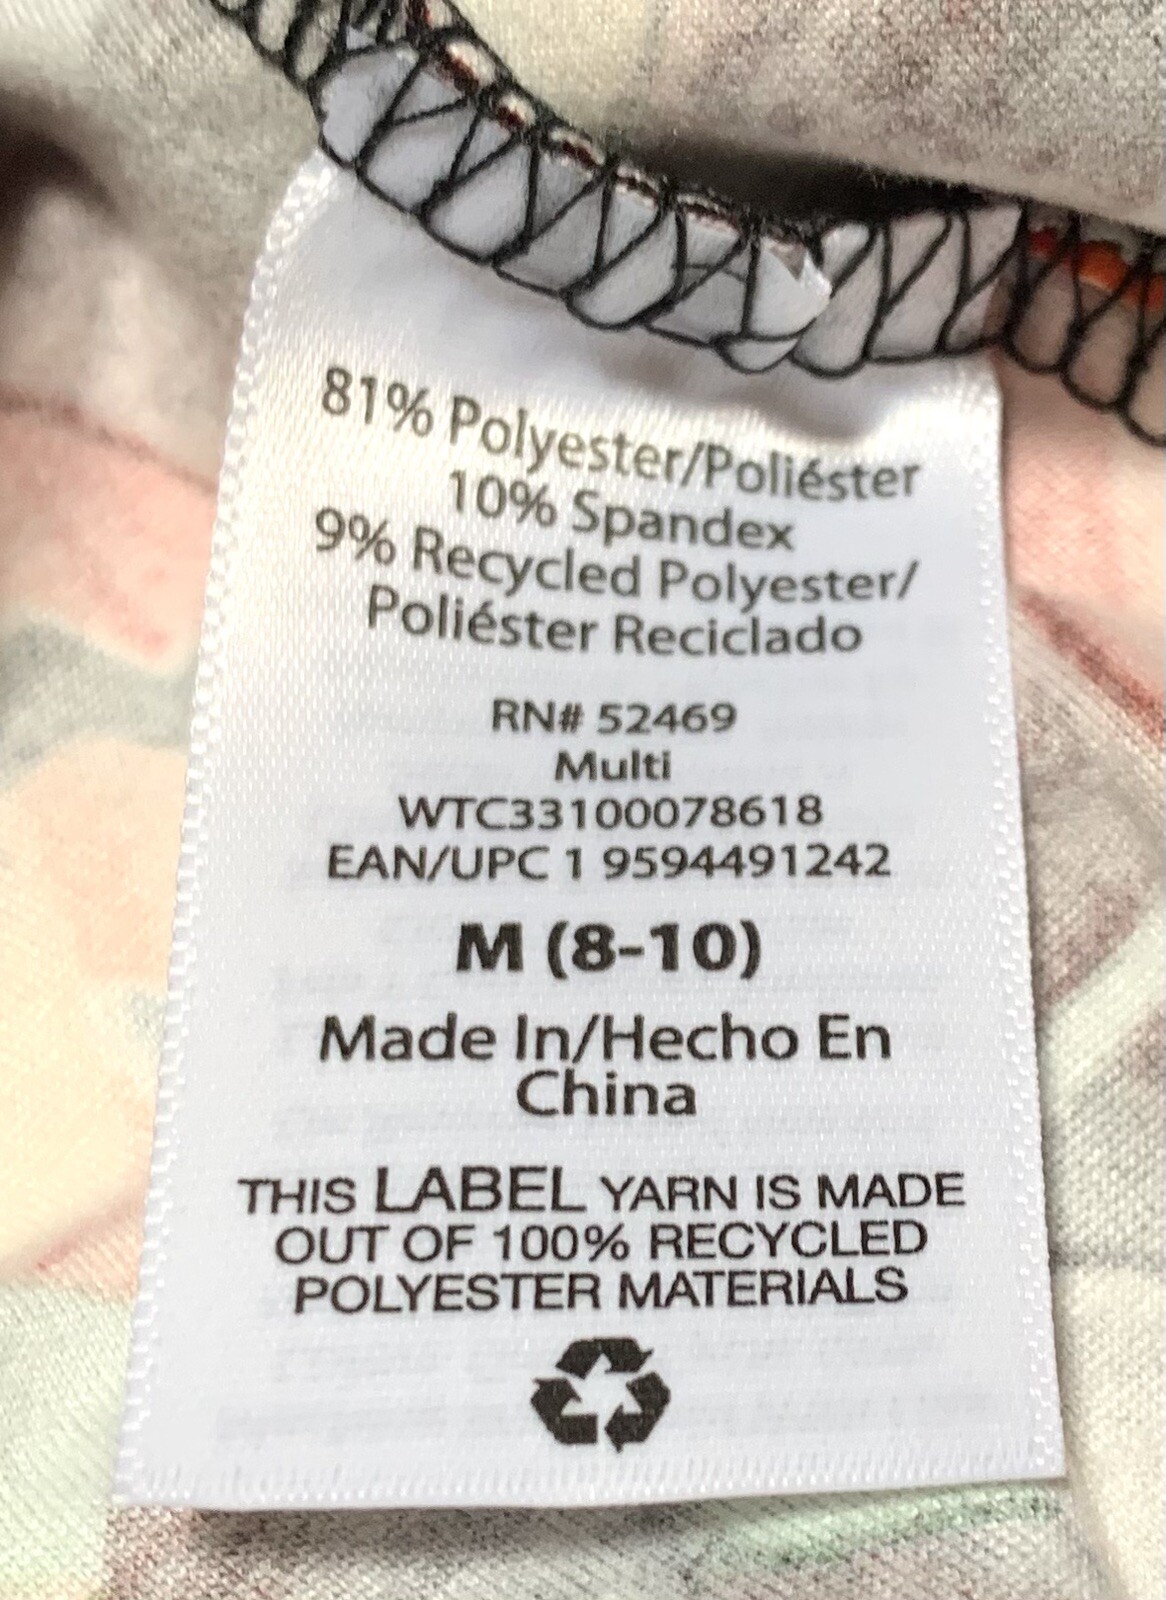 81% Polyester/Poliéster
10% Spandex
9% Recycled Polyester/
Poliéster Reciclado
RN# 52469
Multi
WTC33100078618
EAN/UPC 1 9594491242
M (8-10)
Made In/Hecho En
China
THIS LABEL YARN IS MADE
OUT OF 100% RECYCLED
POLYESTER MATERIALS